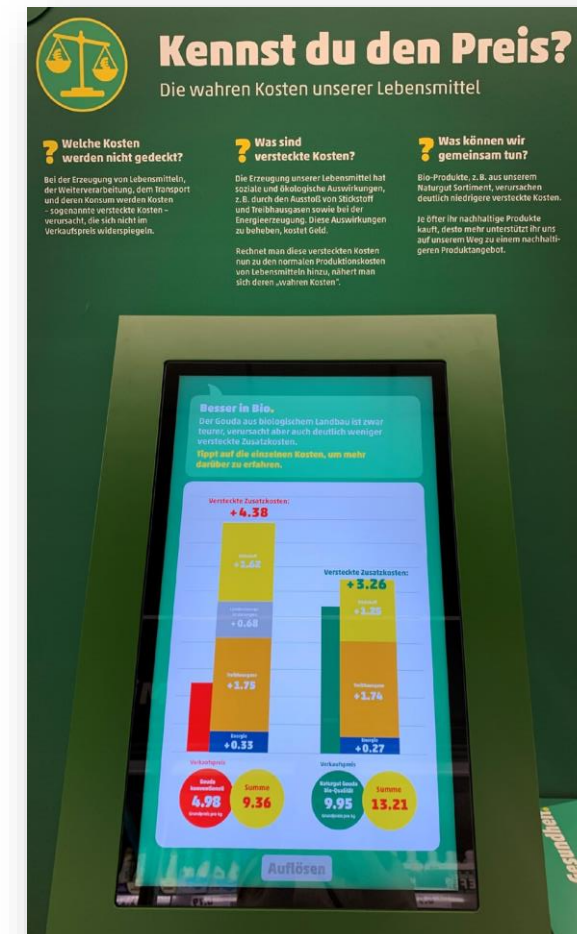 Kennst du den Preis?
Die wahren Kosten unserer Lebensmittel
? Welche Kosten
werden nicht gedeckt?
Bei der Erzeugung von Lebensmitteln,
der Weiterverarbeitung, dem Transport
und deren Konsum werden Kosten
– sogenannte versteckte Kosten –
verursacht, die sich nicht im
Verkaufspreis widerspiegeln.
? Was sind
versteckte Kosten?
Die Erzeugung unserer Lebensmittel hat
soziale und ökologische Auswirkungen,
z. B. durch den Ausstoß von Stickstoff
und Treibhausgasen sowie bei der
Energieerzeugung. Diese Auswirkungen
zu beheben, kostet Geld.
Rechnet man diese versteckten Kosten
nun zu den normalen Produktionskosten
von Lebensmitteln hinzu, nähert man
sich deren „wahren Kosten“.
? Was können wir
gemeinsam tun?
Bio-Produkte, z. B. aus unserem
Naturgut Sortiment, verursachen
deutlich niedrigere versteckte Kosten.
Je öfter ihr nachhaltige Produkte
kauft, desto mehr unterstützt ihr uns
auf unserem Weg zu einem nachhalti-
geren Produktangebot.
Besser in Bio.
Der Gouda aus biologischem Landbau ist zwar
teurer, verursacht aber auch deutlich weniger
versteckte Zusatzkosten.
Tippt auf die einzelnen Kosten, um mehr
darüber zu erfahren.
Versteckte Zusatzkosten:
+4.38
+1.62
+0.68
Treibhausgase
+1.75
Energie
+0.33
Verkaufspreis
Gouda
konventionell
4.98
Grundpreis pro kg
Summe
9.36
Versteckte Zusatzkosten:
+3.26
+1.25
Treibhausgase
+1.74
Energie
+0.27
Verkaufspreis
Naturgut Gouda
Bio-Qualität
9.95
Grundpreis pro kg
Summe
13.21
Auflösen
Gesundheit